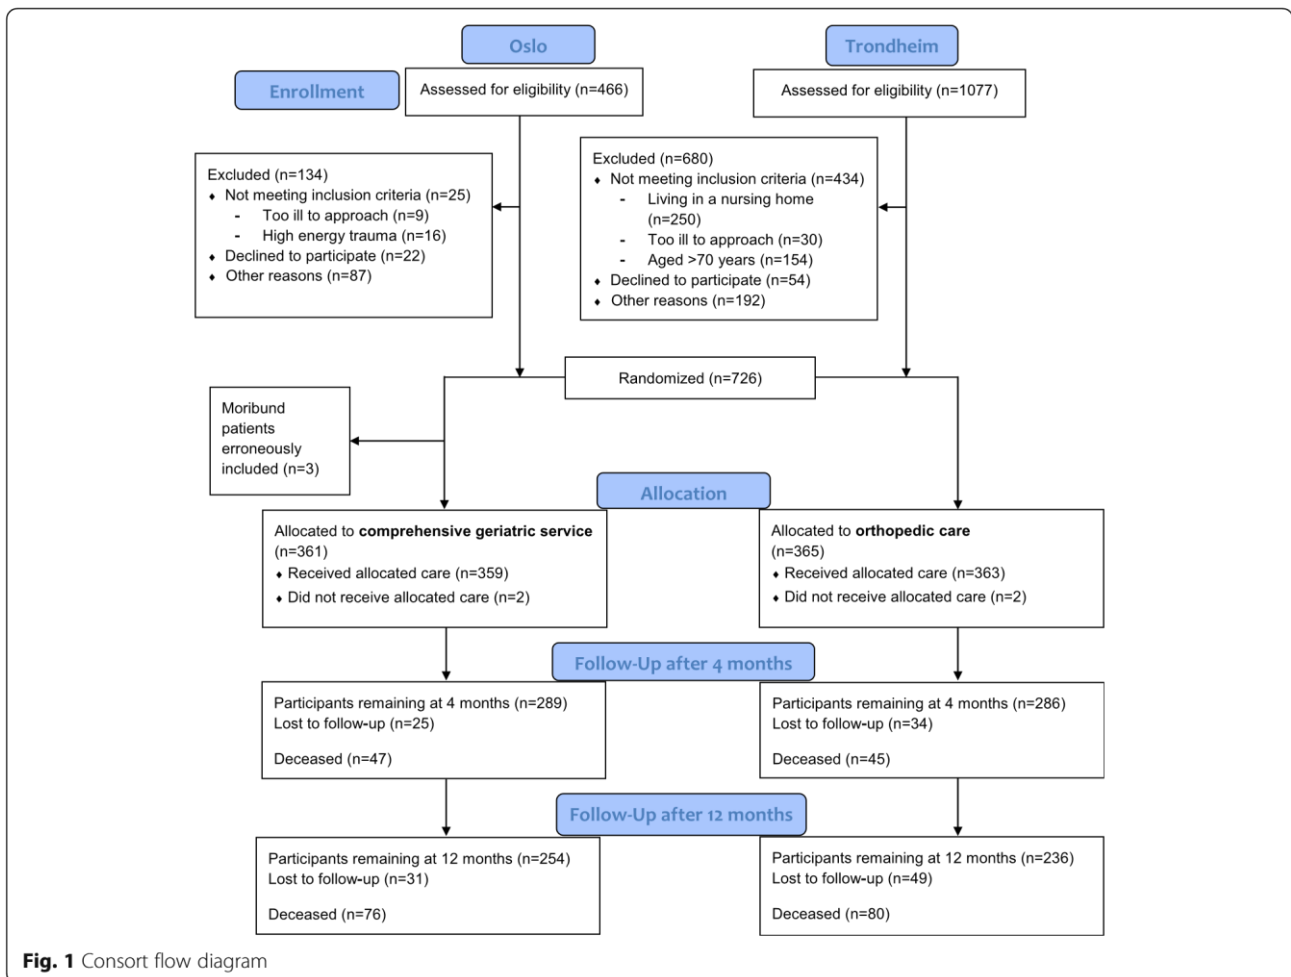 Oslo
Trondheim
Enrollment
Assessed for eligibility (n=466)
Assessed for eligibility (n=1077)
Excluded (n=134)
♦ Not meeting inclusion criteria (n=25)
- Too ill to approach (n=9)
- High energy trauma (n=16)
♦ Declined to participate (n=22)
♦ Other reasons (n=87)
Excluded (n=680)
♦ Not meeting inclusion criteria (n=434)
- Living in a nursing home
(n=250)
- Too ill to approach (n=30)
- Aged >70 years (n=154)
♦ Declined to participate (n=54)
♦ Other reasons (n=192)
Randomized (n=726)
Moribund
patients
erroneously
included (n=3)
Allocation
Allocated to comprehensive geriatric service
(n=361)
♦ Received allocated care (n=359)
♦ Did not receive allocated care (n=2)
Allocated to orthopedic care
(n=365)
♦ Received allocated care (n=363)
♦ Did not receive allocated care (n=2)
Follow-Up after 4 months
Participants remaining at 4 months (n=289)
Lost to follow-up (n=25)
Deceased (n=47)
Participants remaining at 4 months (n=286)
Lost to follow-up (n=34)
Deceased (n=45)
Follow-Up after 12 months
Participants remaining at 12 months (n=254)
Lost to follow-up (n=31)
Deceased (n=76)
Participants remaining at 12 months (n=236)
Lost to follow-up (n=49)
Deceased (n=80)
Fig. 1 Consort flow diagram